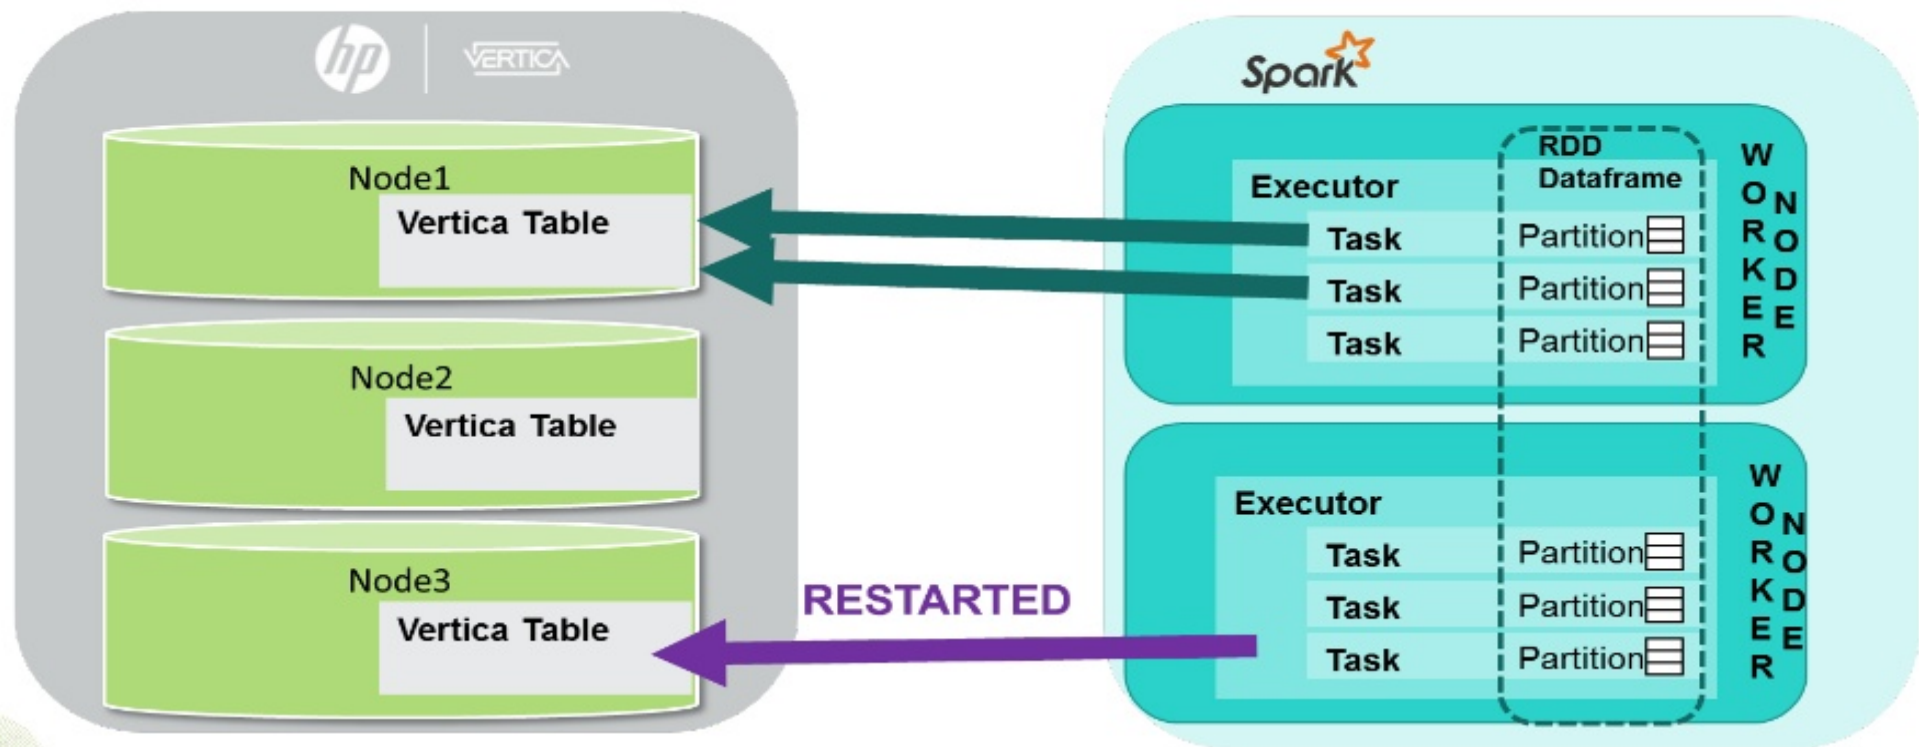 hp VERTICA
Node1
Vertica Table
Node2
Vertica Table
Node3
Vertica Table
RESTARTED
Spark
RDD
Dataframe
Executor
Task Partition
Task Partition
Task Partition
WORKER
NODE
Executor
Task Partition
Task Partition
Task Partition
WORKER
NODE